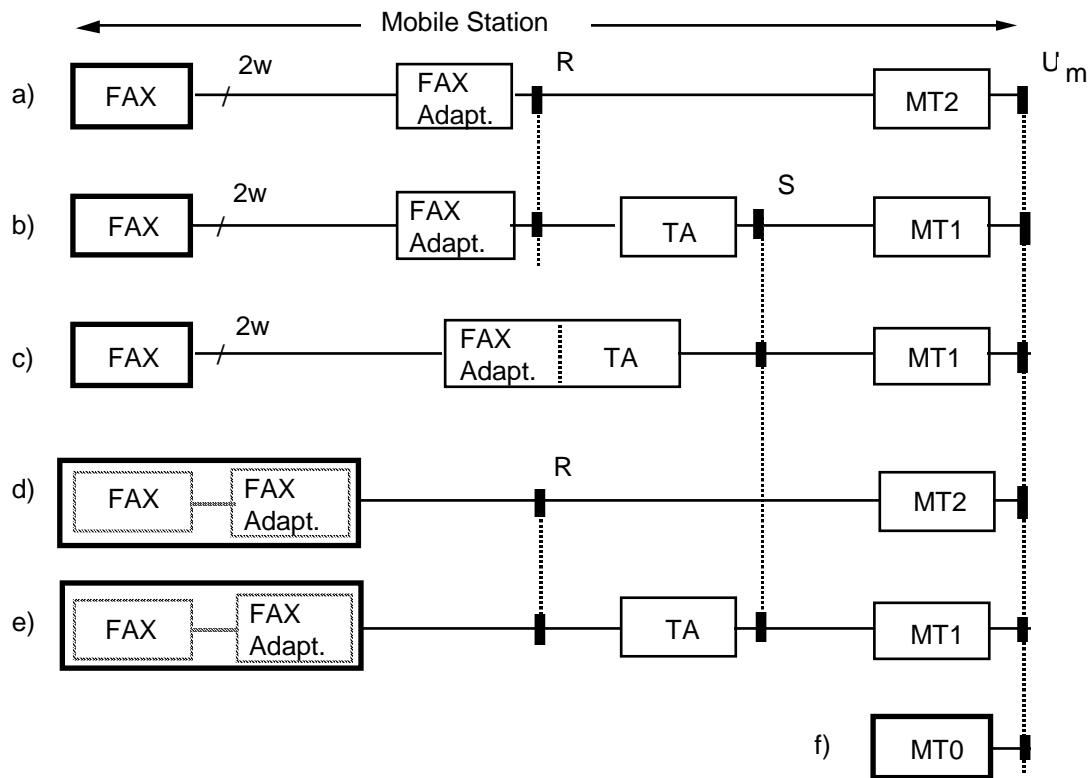 Mobile Station
R
U m
a)
FAX
2w
FAX
Adapt.
MT2
b)
FAX
2w
FAX
Adapt.
TA
S
MT1
c)
FAX
2w
FAX
Adapt.
TA
MT1
d)
FAX
FAX
Adapt.
R
MT2
e)
FAX
FAX
Adapt.
TA
MT1
f)
MT0